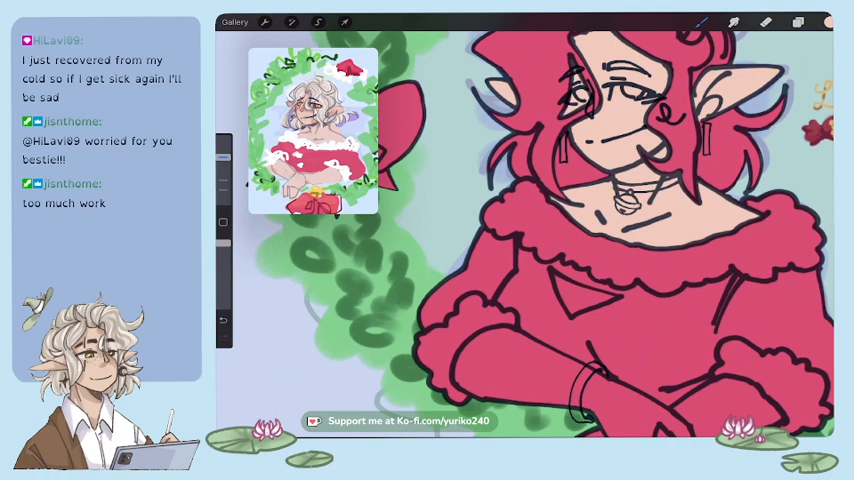 HiLavi09:
I just recovered from my
cold so if I get sick again I'll
be sad
jisnthome:
@HiLavi09 worried for you
bestie!!!
jisnthome:
too much work
Gallery
Support me at Ko-fi.com/yuriko240